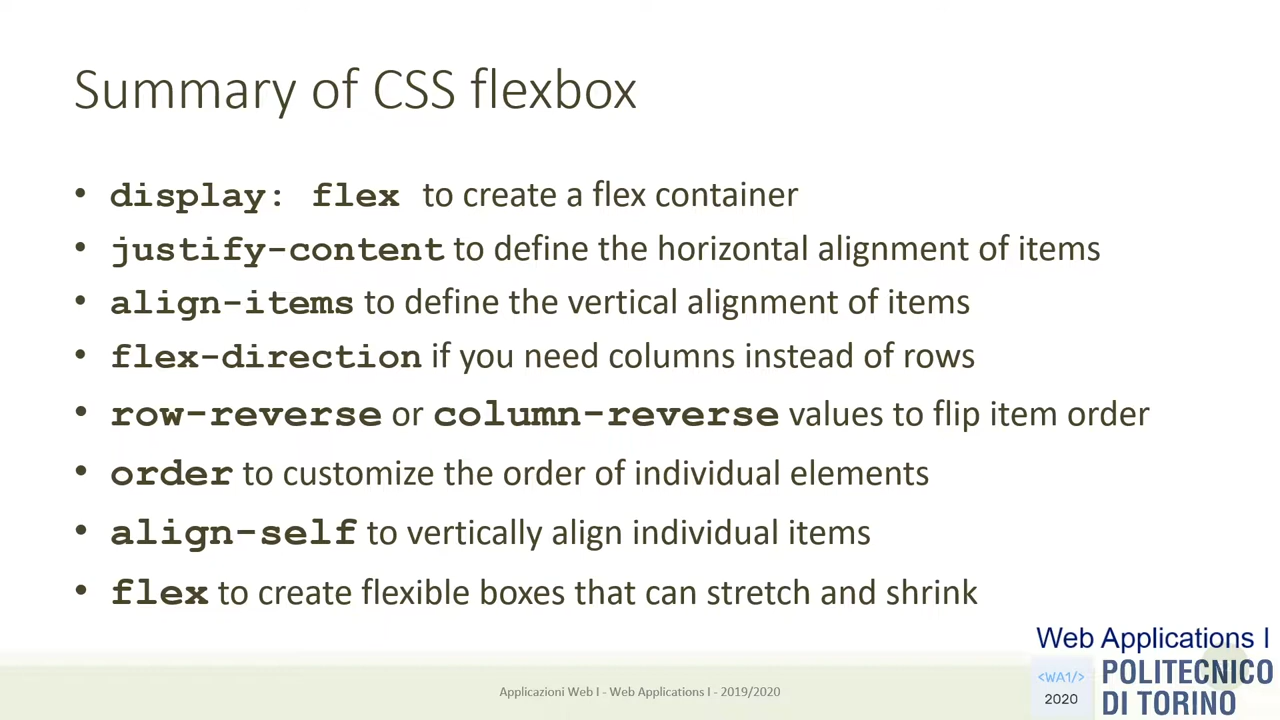 Summary of CSS flexbox
• display: flex to create a flex container
• justify-content to define the horizontal alignment of items
• align-items to define the vertical alignment of items
• flex-direction if you need columns instead of rows
• row-reverse or column-reverse values to flip item order
• order to customize the order of individual elements
• align-self to vertically align individual items
• flex to create flexible boxes that can stretch and shrink
Web Applications I
<WA1/>
2020
POLITECNICO
DI TORINO
Applicazioni Web I - Web Applications I - 2019/2020